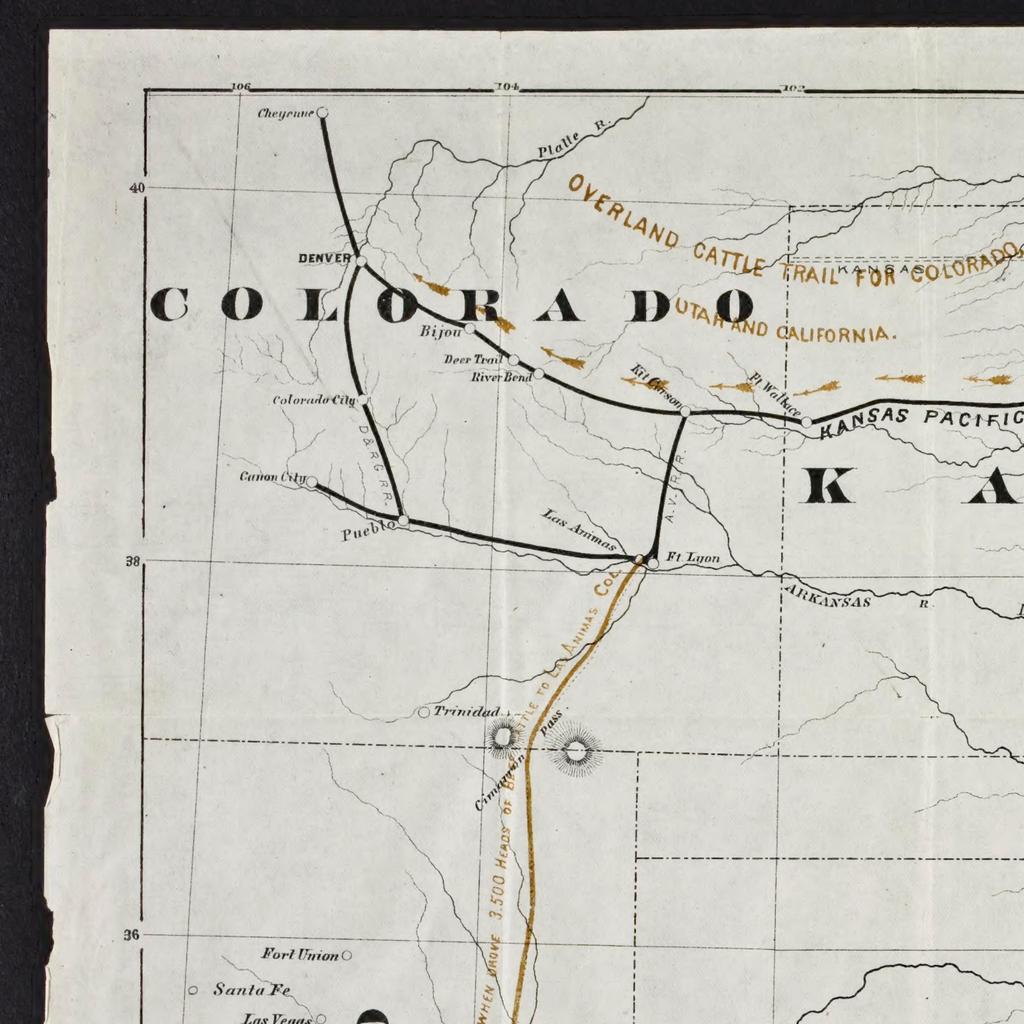 106
104
102
Cheyenne
Platte R.
40
OVERLAND CATTLE TRAIL FOR COLORADO,
UTAH AND CALIFORNIA.
KANSAS
DENVER
COLORADO
Bijou
Deer Trail
River Bend
Kit Carson
Ft. Wallace
KANSAS PACIFIC
Colorado City
D & R G RR.
K A
A.V.R.R.
Canon City
Pueblo
Las Animas
Ft. Lyon
38
ARKANSAS R.
WHEN DROVE 3.500 HEADS OF BEEF CATTLE TO LAS ANIMAS COL.
Trinidad
Cimarron Pass
36
Fort Union
Santa Fe
Las Vegas